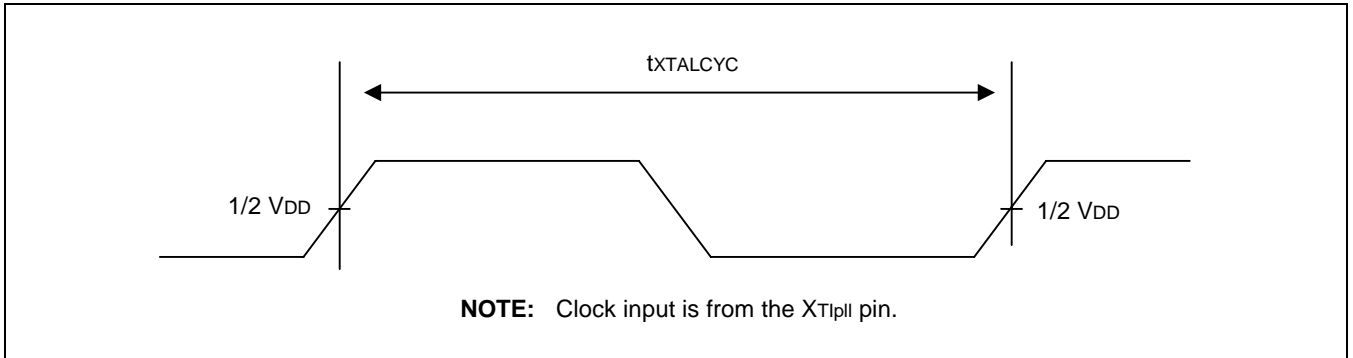 tXTALCYC
1/2 VDD
1/2 VDD
NOTE: Clock input is from the XTIpll pin.